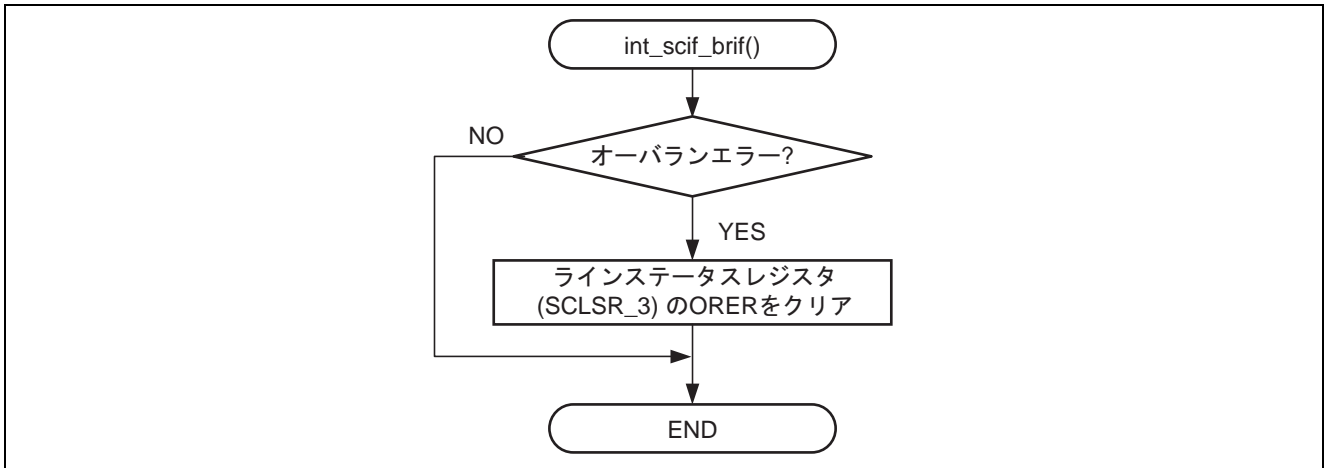 int_scif_brif()
NO
オーバランエラー?
YES
ラインステータスレジスタ
(SCLSR_3) のORERをクリア
END